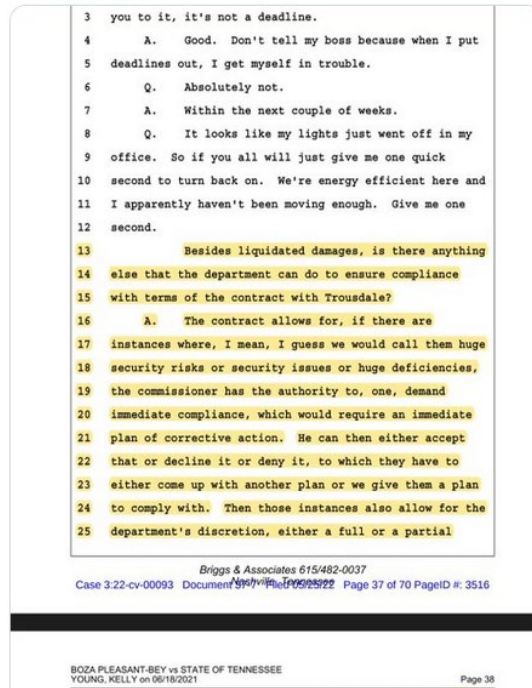 3 you to it, it's not a deadline.
4 A. Good. Don't tell my boss because when I put
5 deadlines out, I get myself in trouble.
6 Q. Absolutely not.
7 A. Within the next couple of weeks.
8 Q. It looks like my lights just went off in my
9 office. So if you all will just give me one quick
10 second to turn back on. We're energy efficient here and
11 I apparently haven't been moving enough. Give me one
12 second.
13 Besides liquidated damages, is there anything
14 else that the department can do to ensure compliance
15 with terms of the contract with Trousdale?
16 A. The contract allows for, if there are
17 instances where, I mean, I guess we would call them huge
18 security risks or security issues or huge deficiencies,
19 the commissioner has the authority to, one, demand
20 immediate compliance, which would require an immediate
21 plan of corrective action. He can then either accept
22 that or decline it or deny it, to which they have to
23 either come up with another plan or we give them a plan
24 to comply with. Then those instances also allow for the
25 department's discretion, either a full or a partial
Briggs & Associates 615/482-0037
Nashville, Tennessee
Case 3:22-cv-00093 Document Filed 05/25/22 Page 37 of 70 PageID #: 3516
BOZA PLEASANT-BEY vs STATE OF TENNESSEE
YOUNG, KELLY on 06/18/2021 Page 38